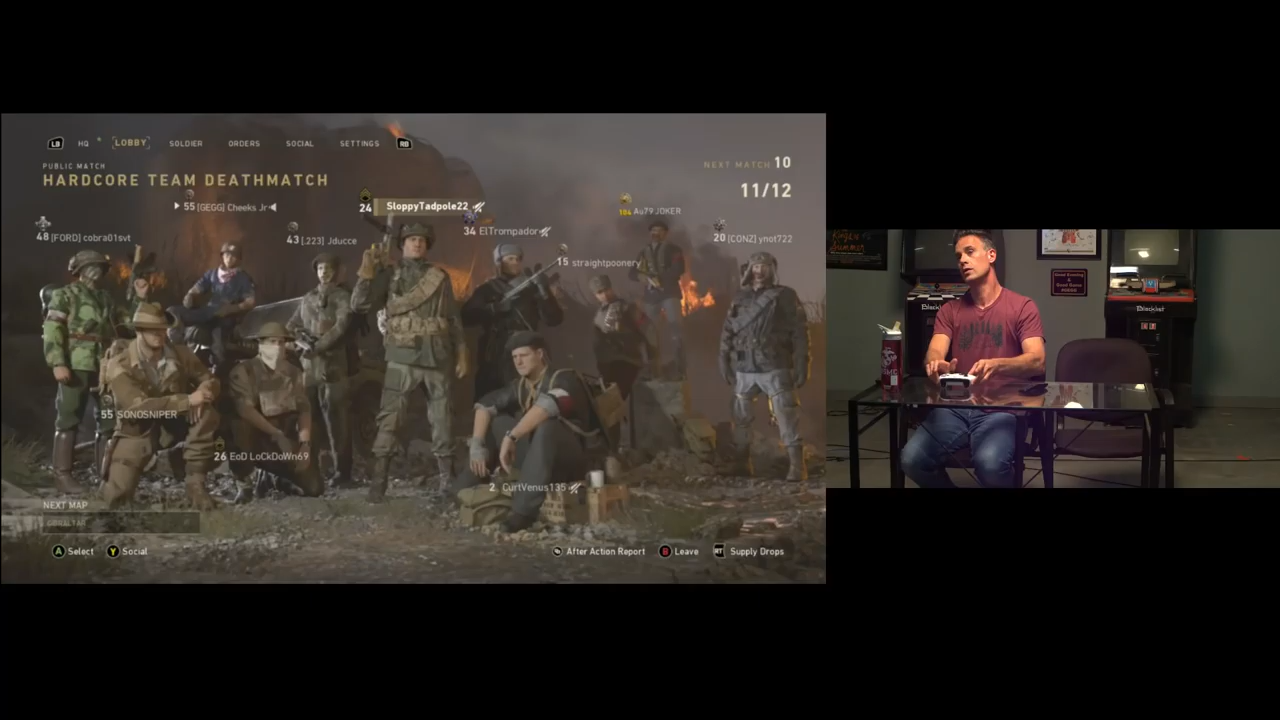 LB HQ LOBBY SOLDIER ORDERS SOCIAL SETTINGS RB
PUBLIC MATCH
HARDCORE TEAM DEATHMATCH
NEXT MATCH 10
11/12
55 [GEGG] Cheeks Jr
24 SloppyTadpole22
104 Au79 JOKER
48 [FORD] cobra01svt
43 [.223] Jducce
34 ElTrompador
20 [CONZ] ynot722
15 straightpoonery
55 SONOSNIPER
26 EoD LoCkDoWn69
2 CurtVenus135
NEXT MAP
GIBRALTAR
A Select Y Social After Action Report B Leave RT Supply Drops
Blacklist